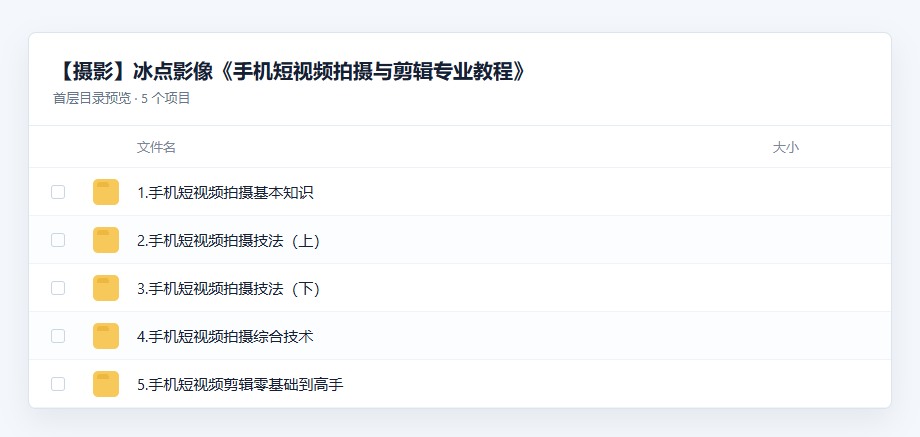 【摄影】冰点影像《手机短视频拍摄与剪辑专业教程》
首层目录预览 · 5 个项目
文件名 大小
1.手机短视频拍摄基本知识
2.手机短视频拍摄技法（上）
3.手机短视频拍摄技法（下）
4.手机短视频拍摄综合技术
5.手机短视频剪辑零基础到高手